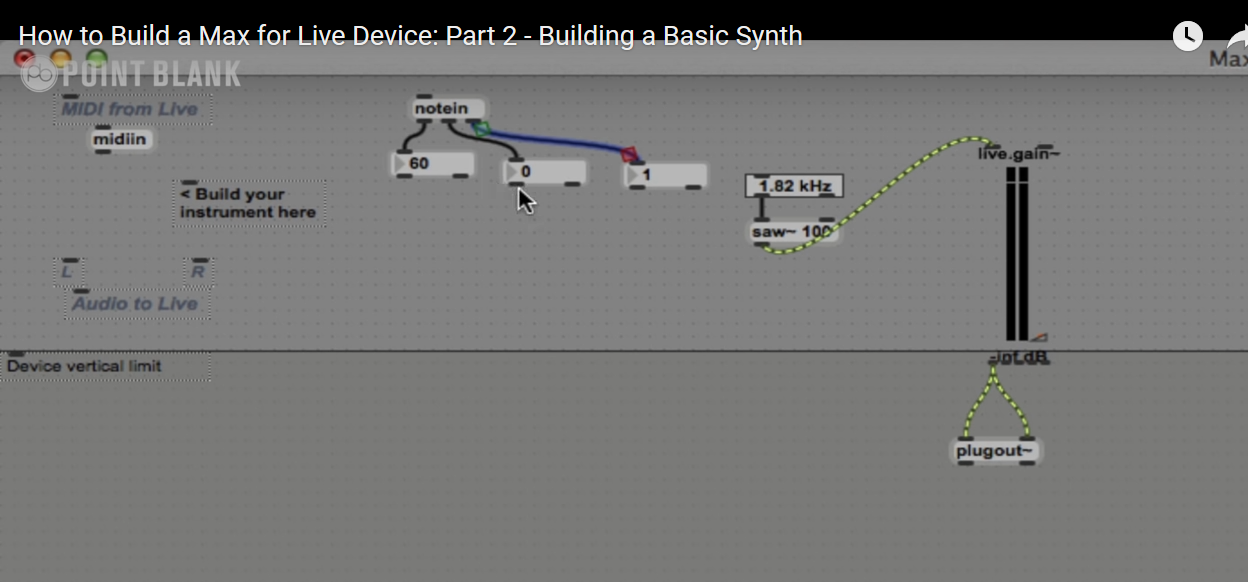 How to Build a Max for Live Device: Part 2 - Building a Basic Synth
Max
pb POINT BLANK
MIDI from Live
midiin
notein
60
0
1
1.82 kHz
saw~ 100
live.gain~
< Build your
instrument here
L
R
Audio to Live
-inf dB
Device vertical limit
plugout~